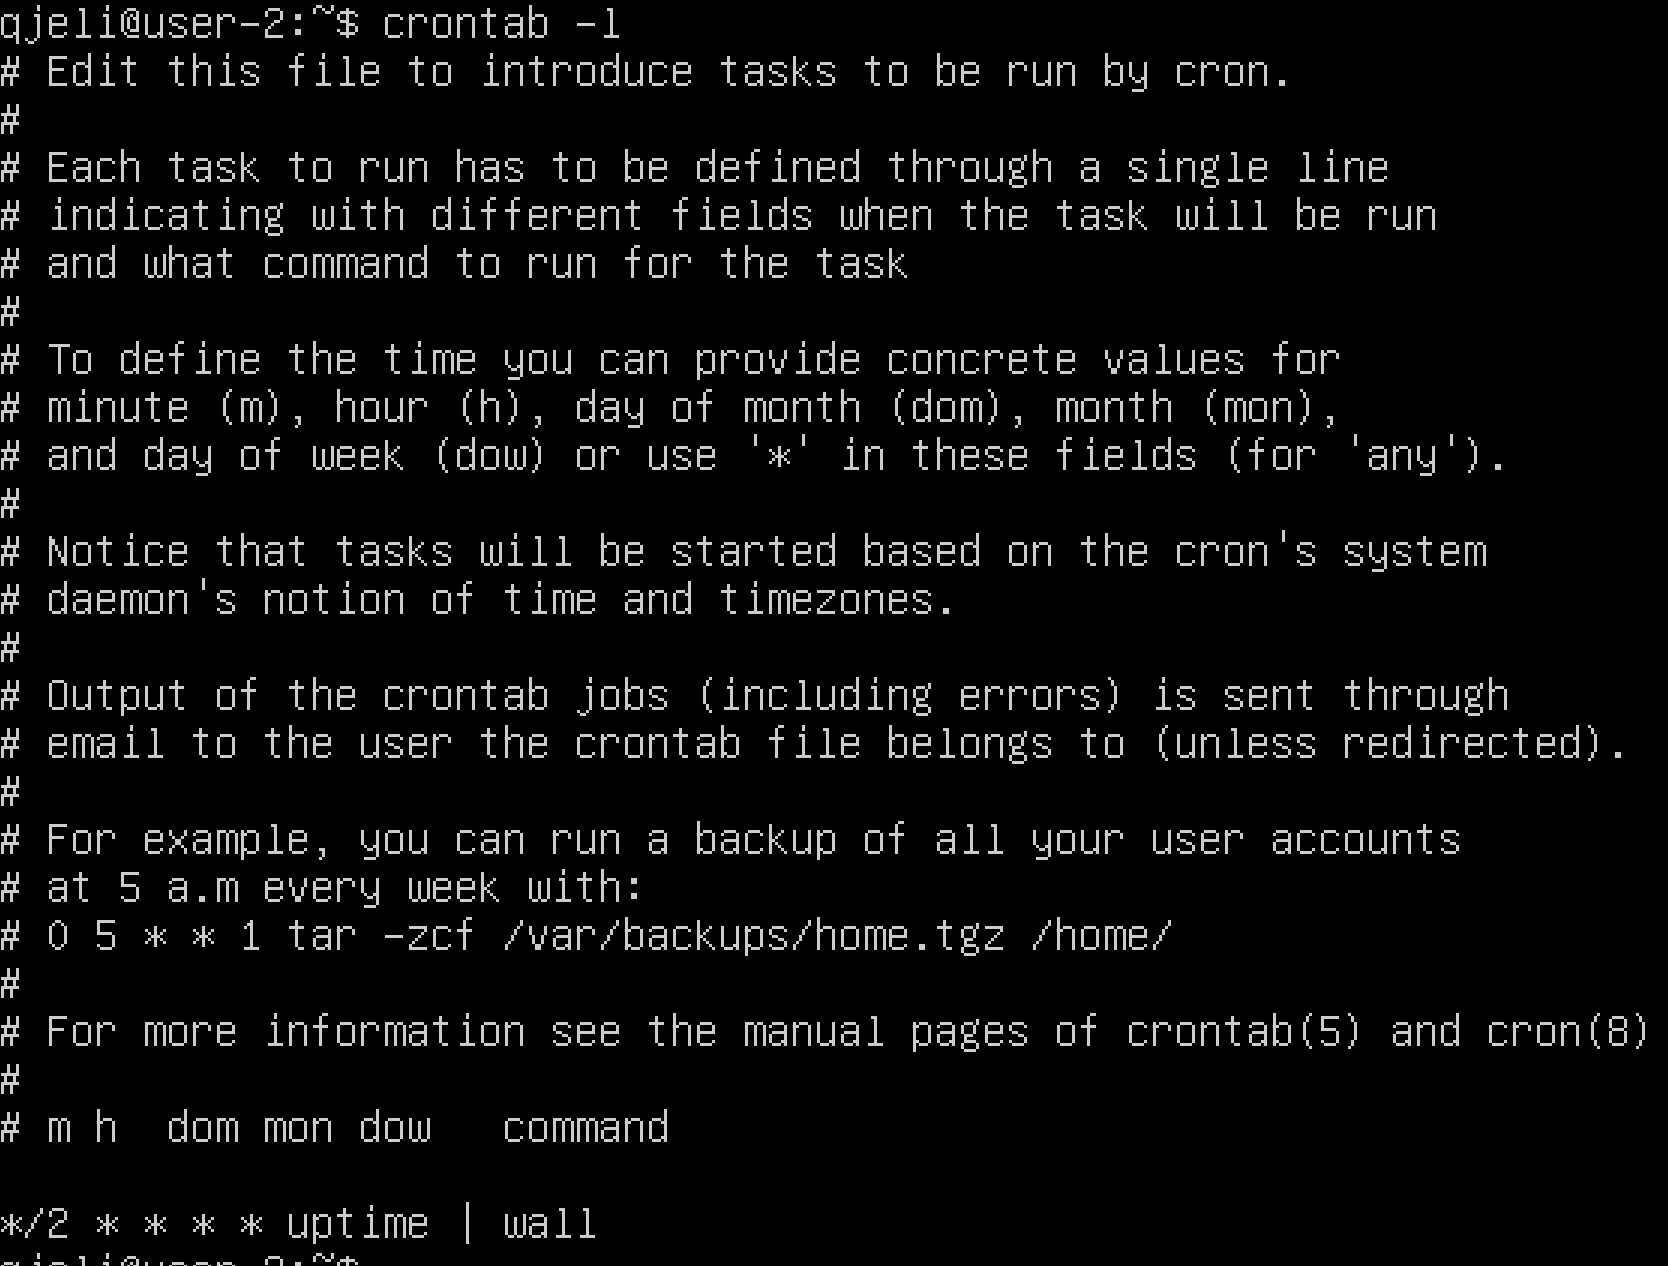 qjeli@user-2:~$ crontab -l
# Edit this file to introduce tasks to be run by cron.
#
# Each task to run has to be defined through a single line
# indicating with different fields when the task will be run
# and what command to run for the task
#
# To define the time you can provide concrete values for
# minute (m), hour (h), day of month (dom), month (mon),
# and day of week (dow) or use '*' in these fields (for 'any').
#
# Notice that tasks will be started based on the cron's system
# daemon's notion of time and timezones.
#
# Output of the crontab jobs (including errors) is sent through
# email to the user the crontab file belongs to (unless redirected).
#
# For example, you can run a backup of all your user accounts
# at 5 a.m every week with:
# 0 5 * * 1 tar -zcf /var/backups/home.tgz /home/
#
# For more information see the manual pages of crontab(5) and cron(8)
#
# m h  dom mon dow   command

*/2 * * * * uptime | wall
qjeli@user-2:~$